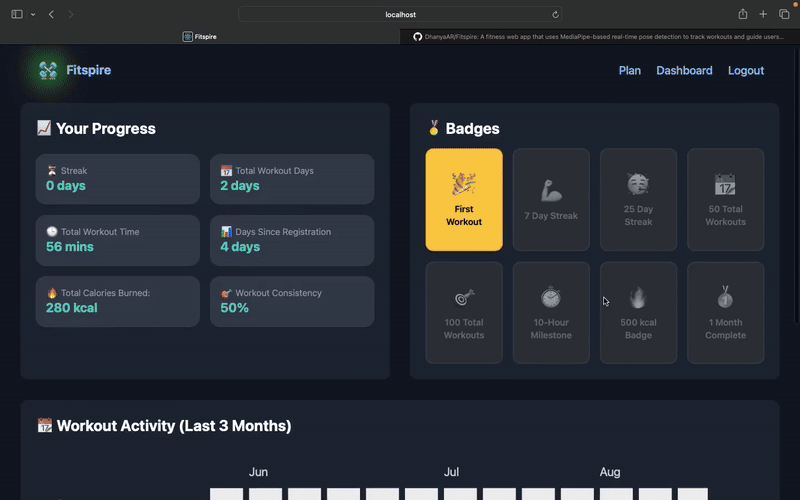 localhost
Fitspire
DhanyaAR/Fitspire: A fitness web app that uses MediaPipe-based real-time pose detection to track workouts and guide users...
Fitspire
Plan
Dashboard
Logout
Your Progress
Streak
0 days
Total Workout Days
2 days
Total Workout Time
56 mins
Days Since Registration
4 days
Total Calories Burned:
280 kcal
Workout Consistency
50%
Badges
First
Workout
7 Day Streak
25 Day
Streak
50 Total
Workouts
100 Total
Workouts
10-Hour
Milestone
500 kcal
Badge
1 Month
Complete
Workout Activity (Last 3 Months)
Jun
Jul
Aug